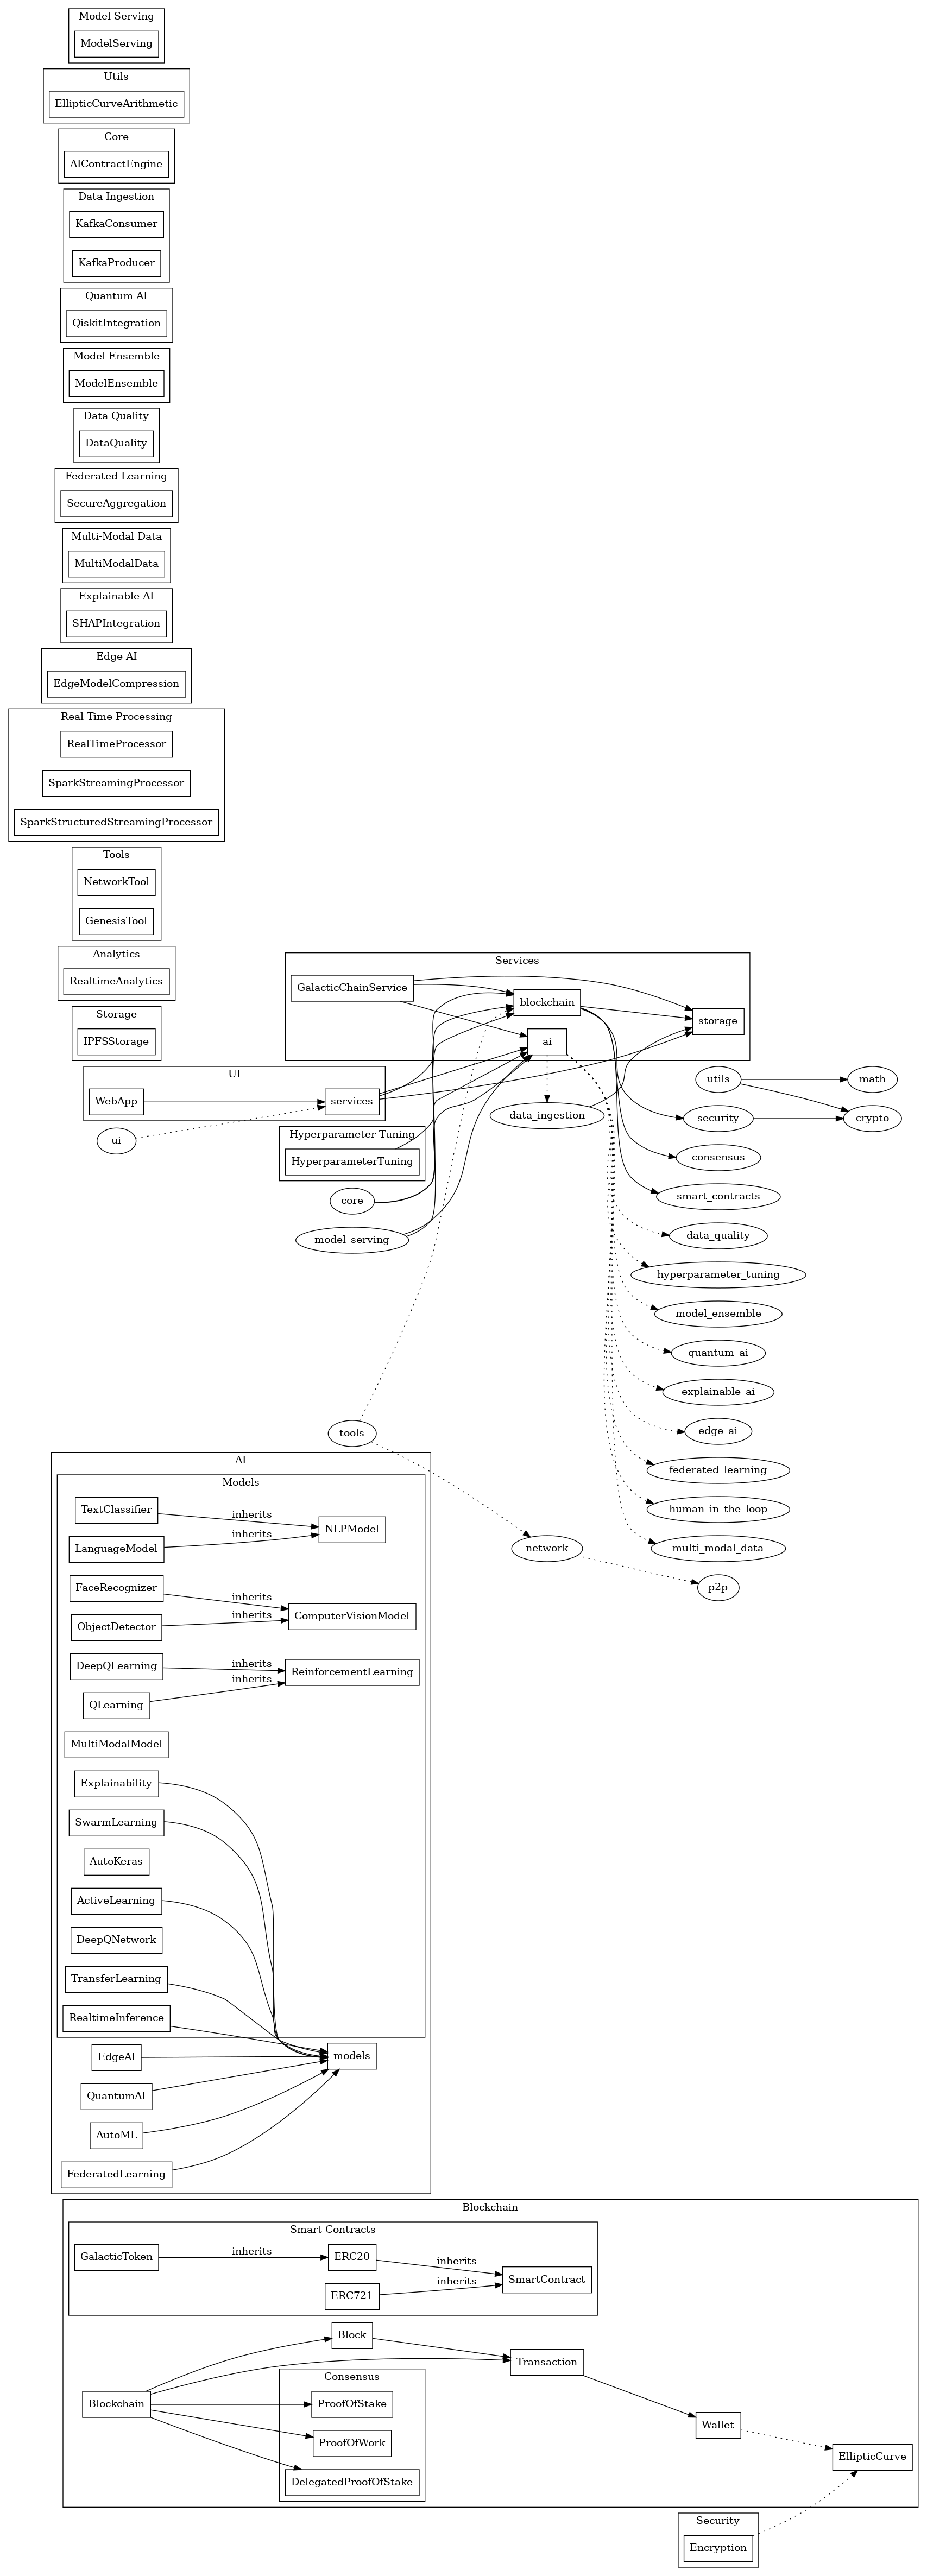 Model Serving
ModelServing
Utils
EllipticCurveArithmetic
Core
AIContractEngine
Data Ingestion
KafkaConsumer
KafkaProducer
Quantum AI
QiskitIntegration
Model Ensemble
ModelEnsemble
Data Quality
DataQuality
Federated Learning
SecureAggregation
Multi-Modal Data
MultiModalData
Explainable AI
SHAPIntegration
Edge AI
EdgeModelCompression
Real-Time Processing
RealTimeProcessor
SparkStreamingProcessor
SparkStructuredStreamingProcessor
Tools
NetworkTool
GenesisTool
Analytics
RealtimeAnalytics
Storage
IPFSStorage
Services
GalacticChainService
blockchain
storage
ai
UI
WebApp
services
ui
data_ingestion
utils
math
security
crypto
Hyperparameter Tuning
HyperparameterTuning
consensus
core
smart_contracts
model_serving
data_quality
hyperparameter_tuning
model_ensemble
quantum_ai
explainable_ai
edge_ai
tools
federated_learning
human_in_the_loop
network
multi_modal_data
p2p
AI
Models
TextClassifier
inherits
NLPModel
LanguageModel
inherits
FaceRecognizer
inherits
ComputerVisionModel
ObjectDetector
inherits
DeepQLearning
inherits
ReinforcementLearning
QLearning
inherits
MultiModalModel
Explainability
SwarmLearning
AutoKeras
ActiveLearning
DeepQNetwork
TransferLearning
RealtimeInference
EdgeAI
models
QuantumAI
AutoML
FederatedLearning
Blockchain
Smart Contracts
GalacticToken
inherits
ERC20
inherits
SmartContract
ERC721
inherits
Block
Transaction
Consensus
Blockchain
ProofOfStake
Wallet
ProofOfWork
EllipticCurve
DelegatedProofOfStake
Security
Encryption